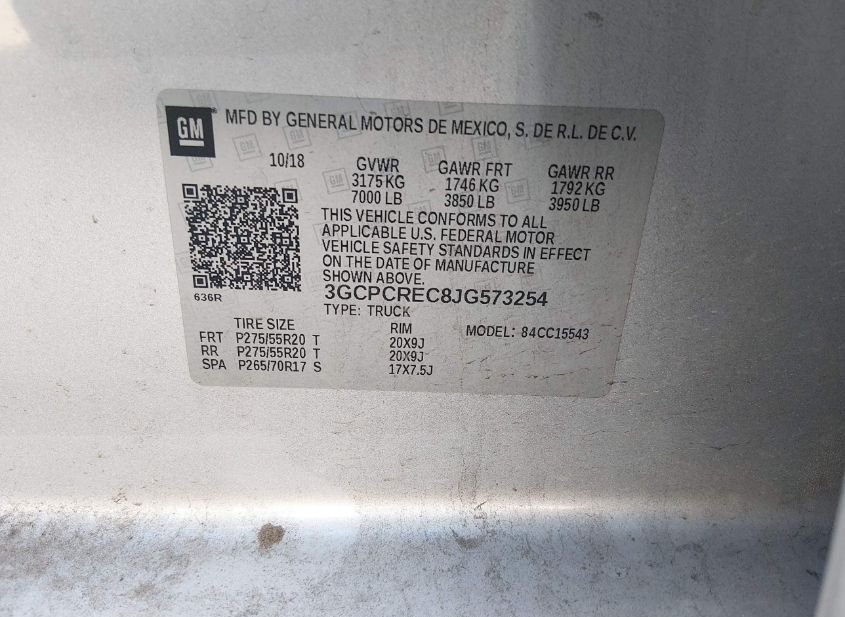 GM ® MFD BY GENERAL MOTORS DE MEXICO, S. DE R.L. DE C.V.
10/18 GVWR GAWR FRT GAWR RR
3175 KG 1746 KG 1792 KG
7000 LB 3850 LB 3950 LB
THIS VEHICLE CONFORMS TO ALL
APPLICABLE U.S. FEDERAL MOTOR
VEHICLE SAFETY STANDARDS IN EFFECT
ON THE DATE OF MANUFACTURE
SHOWN ABOVE.
636R
3GCPCREC8JG573254
TYPE: TRUCK
TIRE SIZE RIM MODEL: 84CC15543
FRT P275/55R20 T 20X9J
RR P275/55R20 T 20X9J
SPA P265/70R17 S 17X7.5J